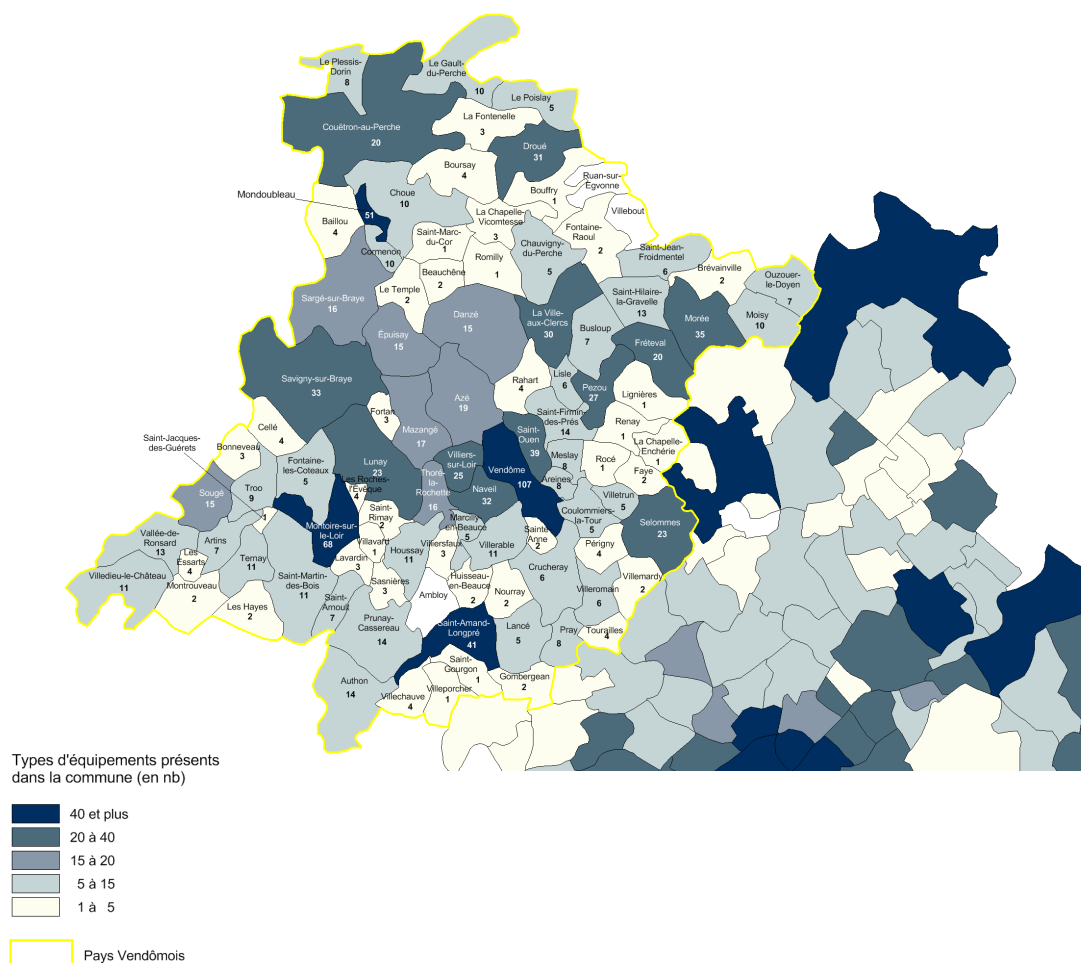 Le Plessis-
Dorin
8
Le Gault-
du-Perche
10
Le Poislay
5
Couëtron-au-Perche
20
La Fontenelle
3
Droué
31
Boursay
4
Ruan-sur-
Egvonne
Bouffry
1
Villebout
Mondoubleau
51
Choue
10
La Chapelle-
Vicomtesse
3
Fontaine-
Raoul
2
Baillou
4
Saint-Marc-
du-Cor
1
Chauvigny-
du-Perche
5
Saint-Jean-
Froidmentel
6
Cormenon
10
Romilly
1
Brévainville
2
Ouzouer-
le-Doyen
7
Beauchêne
2
Le Temple
2
Sargé-sur-Braye
16
Saint-Hilaire-
la-Gravelle
13
Danzé
15
La Ville-
aux-Clercs
30
Morée
35
Moisy
10
Busloup
7
Épuisay
15
Fréteval
20
Savigny-sur-Braye
33
Rahart
4
Lisle
6
Pezou
27
Lignières
1
Azé
19
Fortan
3
Saint-Firmin-
des-Prés
14
Renay
1
Cellé
4
Mazangé
17
Saint-
Ouen
39
La Chapelle-
Enchérie
1
Saint-Jacques-
des-Guérets
Bonneveau
3
Fontaine-
les-Coteaux
5
Lunay
23
Villiers-
sur-Loir
25
Vendôme
107
Meslay
8
Rocé
1
Faye
2
Les Roches-
l'Evêque
4
Thoré-
la-Rochette
16
Naveil
32
Areines
8
Villetrun
5
Sougé
15
Troo
9
1
Saint-
Rimay
2
Marcilly-
en-Beauce
5
Coulommiers-
la-Tour
5
Selommes
23
Montoire-sur-
le-Loir
68
Sainte-
Anne
2
Vallée-de-
Ronsard
13
Artins
7
Villavard
1
Villiersfaux
3
Villerable
11
Périgny
4
Les
Essarts
4
Ternay
11
Lavardin
3
Houssay
11
Crucheray
6
Villedieu-le-Château
11
Saint-Martin-
des-Bois
11
Sasnières
3
Huisseau-
en-Beauce
2
Villemardy
2
Montrouveau
2
Saint-
Arnoult
7
Ambloy
Nourray
2
Villeromain
6
Les Hayes
2
Prunay-
Cassereau
14
Saint-Amand-
Longpré
41
Lancé
5
Pray
8
Tourailles
4
Authon
14
Saint-
Gourgon
1
Gombergean
2
Villechauve
4
Villeporcher
1
Types d'équipements présents
dans la commune (en nb)
40 et plus
20 à 40
15 à 20
5 à 15
1 à 5
Pays Vendômois